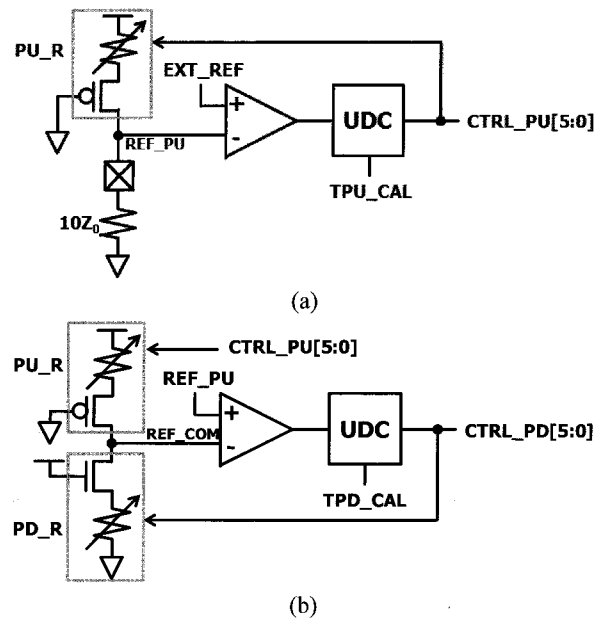 PU_R
EXT_REF
+
-
UDC
CTRL_PU[5:0]
REF_PU
TPU_CAL
10Z₀
(a)
PU_R
CTRL_PU[5:0]
REF_PU
+
-
UDC
CTRL_PD[5:0]
REF_COM
TPD_CAL
PD_R
(b)